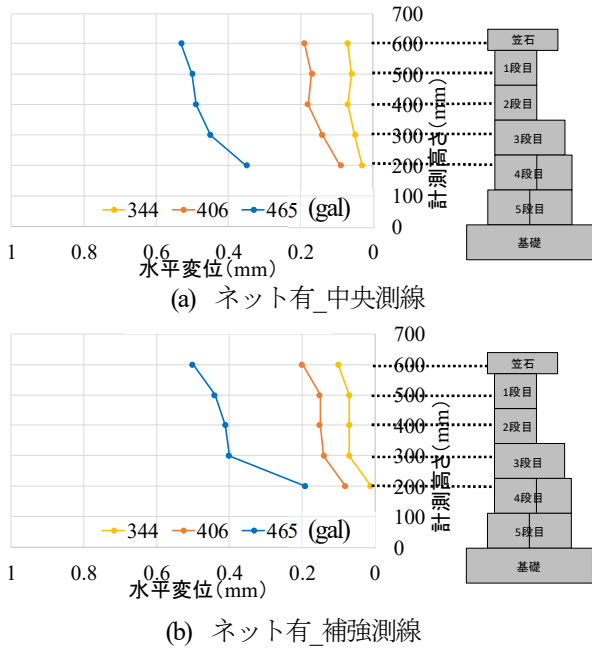 700
600
500
400
300
200
100
0
計測高さ(mm)
344 406 465 (gal)
1 0.8 0.6 0.4 0.2 0
水平変位(mm)
笠石
1段目
2段目
3段目
4段目
5段目
基礎
(a) ネット有_中央測線
700
600
500
400
300
200
100
0
計測高さ(mm)
344 406 465 (gal)
1 0.8 0.6 0.4 0.2 0
水平変位(mm)
笠石
1段目
2段目
3段目
4段目
5段目
基礎
(b) ネット有_補強測線